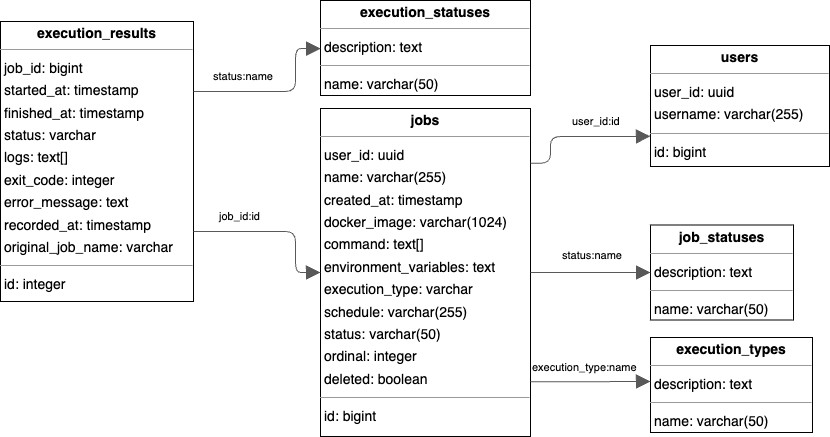 execution_results
job_id: bigint
started_at: timestamp
finished_at: timestamp
status: varchar
logs: text[]
exit_code: integer
error_message: text
recorded_at: timestamp
original_job_name: varchar
id: integer
status:name
job_id:id
execution_statuses
description: text
name: varchar(50)
jobs
user_id: uuid
name: varchar(255)
created_at: timestamp
docker_image: varchar(1024)
command: text[]
environment_variables: text
execution_type: varchar
schedule: varchar(255)
status: varchar(50)
ordinal: integer
deleted: boolean
id: bigint
user_id:id
status:name
execution_type:name
users
user_id: uuid
username: varchar(255)
id: bigint
job_statuses
description: text
name: varchar(50)
execution_types
description: text
name: varchar(50)